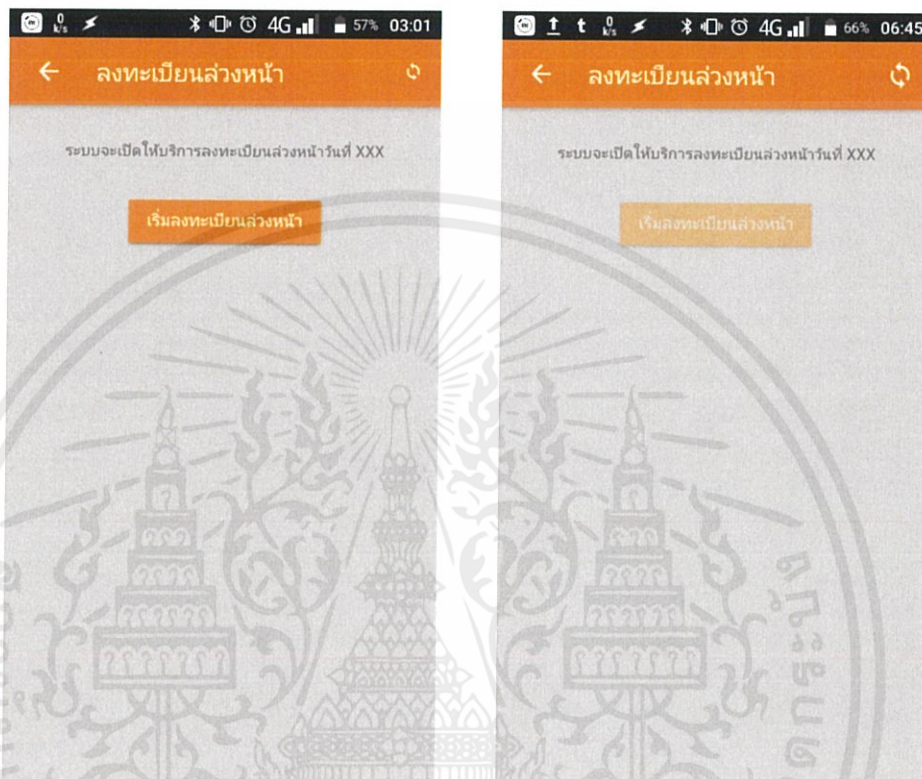 0 k/s 4G 57% 03:01
ลงทะเบียนล่วงหน้า
ระบบจะเปิดให้บริการลงทะเบียนล่วงหน้าวันที่ XXX
เริ่มลงทะเบียนล่วงหน้า
t 0 k/s 4G 66% 06:45
ลงทะเบียนล่วงหน้า
ระบบจะเปิดให้บริการลงทะเบียนล่วงหน้าวันที่ XXX
เริ่มลงทะเบียนล่วงหน้า